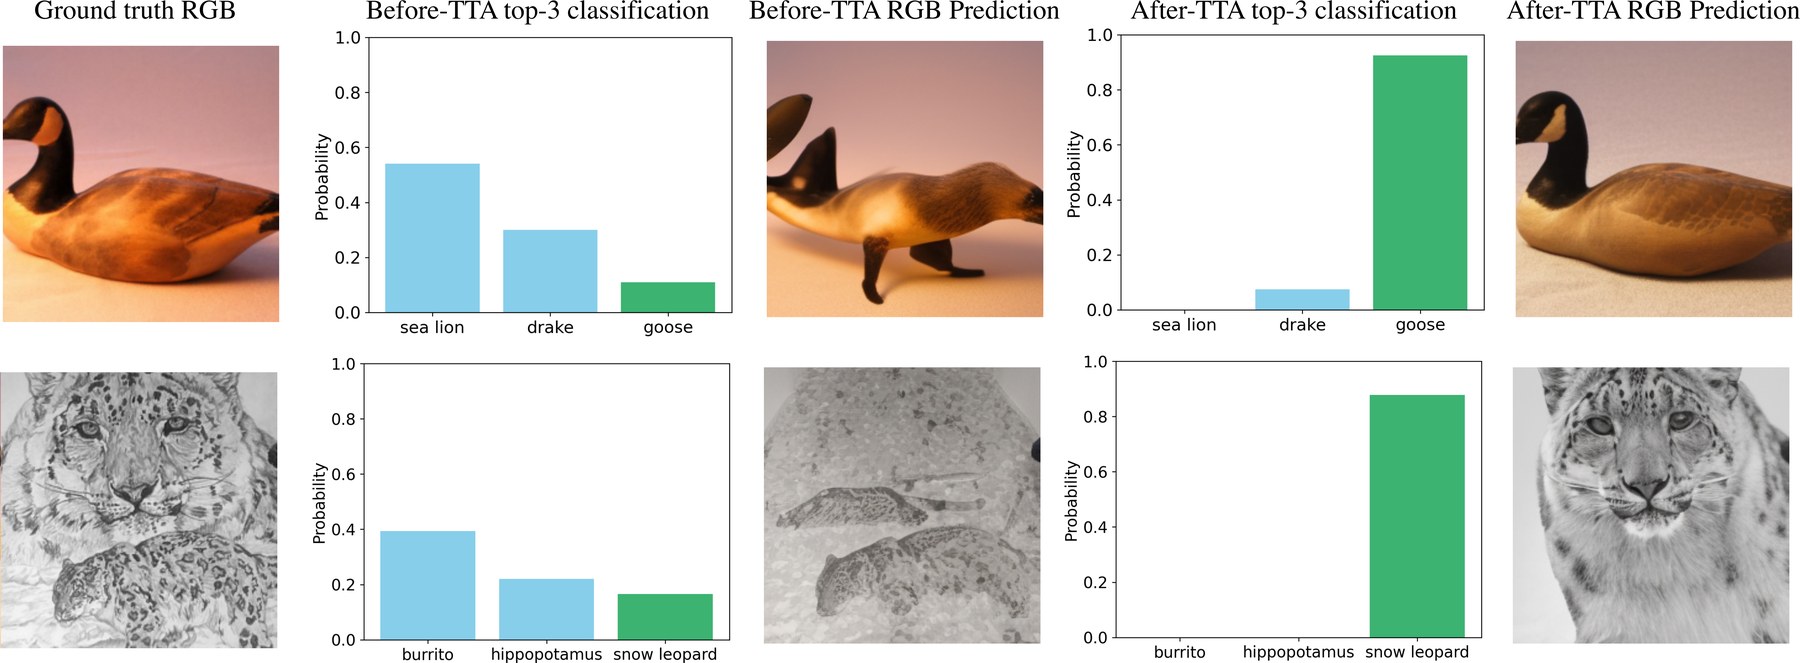 Ground truth RGB
Before-TTA top-3 classification
Before-TTA RGB Prediction
After-TTA top-3 classification
After-TTA RGB Prediction
Probability
1.0
0.8
0.6
0.4
0.2
0.0
sea lion
drake
goose
Probability
1.0
0.8
0.6
0.4
0.2
0.0
sea lion
drake
goose
Probability
1.0
0.8
0.6
0.4
0.2
0.0
burrito
hippopotamus
snow leopard
Probability
1.0
0.8
0.6
0.4
0.2
0.0
burrito
hippopotamus
snow leopard